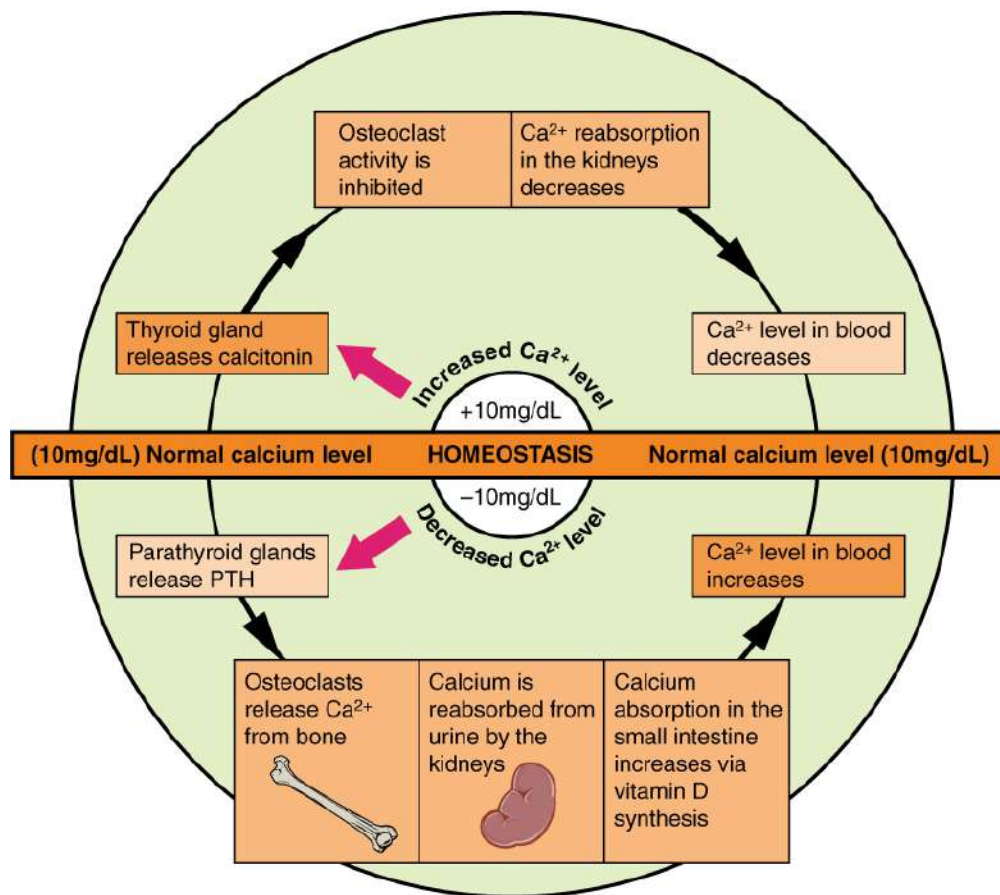 Osteoclast
activity is
inhibited
Ca²⁺ reabsorption
in the kidneys
decreases
Thyroid gland
releases calcitonin
Increased Ca²⁺ level
+10mg/dL
Ca²⁺ level in blood
decreases
(10mg/dL) Normal calcium level HOMEOSTASIS Normal calcium level (10mg/dL)
–10mg/dL
Decreased Ca²⁺ level
Parathyroid glands
release PTH
Ca²⁺ level in blood
increases
Osteoclasts
release Ca²⁺
from bone
Calcium is
reabsorbed from
urine by the
kidneys
Calcium
absorption in the
small intestine
increases via
vitamin D
synthesis